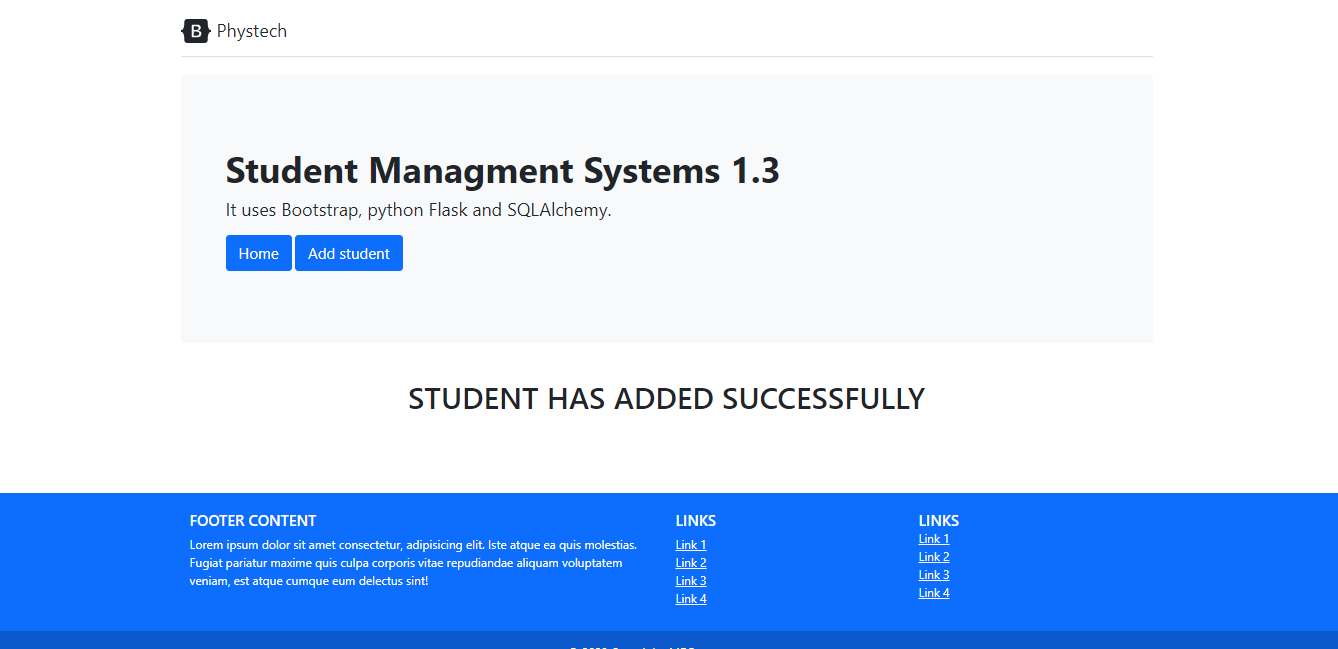 B Phystech
Student Managment Systems 1.3
It uses Bootstrap, python Flask and SQLAlchemy.
Home Add student
STUDENT HAS ADDED SUCCESSFULLY
FOOTER CONTENT
Lorem ipsum dolor sit amet consectetur, adipisicing elit. Iste atque ea quis molestias.
Fugiat pariatur maxime quis culpa corporis vitae repudiandae aliquam voluptatem
veniam, est atque cumque eum delectus sint!
LINKS
Link 1
Link 2
Link 3
Link 4
LINKS
Link 1
Link 2
Link 3
Link 4